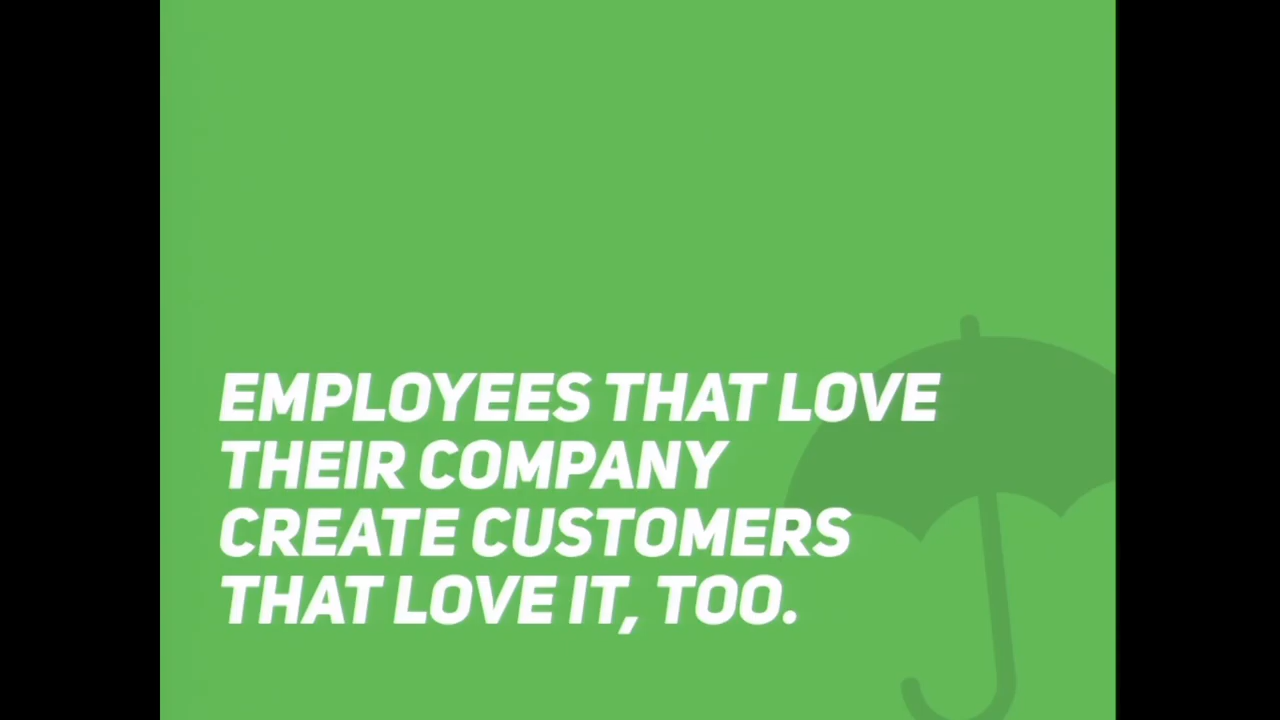 EMPLOYEES THAT LOVE
THEIR COMPANY
CREATE CUSTOMERS
THAT LOVE IT, TOO.